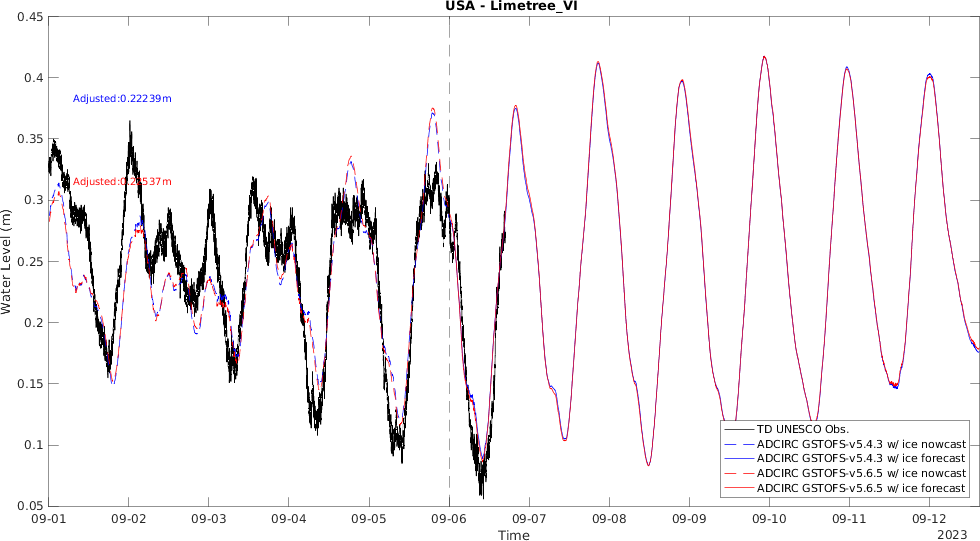 USA - Limetree_VI
0.45
0.4
0.35
0.3
0.25
0.2
0.15
0.1
0.05
Water Level (m)
Adjusted:0.22239m
TD UNESCO Obs.
ADCIRC GSTOFS-v5.4.3 w/ ice nowcast
ADCIRC GSTOFS-v5.4.3 w/ ice forecast
ADCIRC GSTOFS-v5.6.5 w/ ice nowcast
ADCIRC GSTOFS-v5.6.5 w/ ice forecast
09-01 09-02 09-03 09-04 09-05 09-06 09-07 09-08 09-09 09-10 09-11 09-12
Time
2023